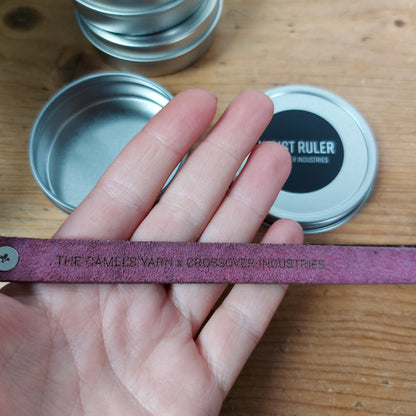 RULER
INDUSTRIES
THE CAMEL'S YARN x CROSSOVER INDUSTRIES